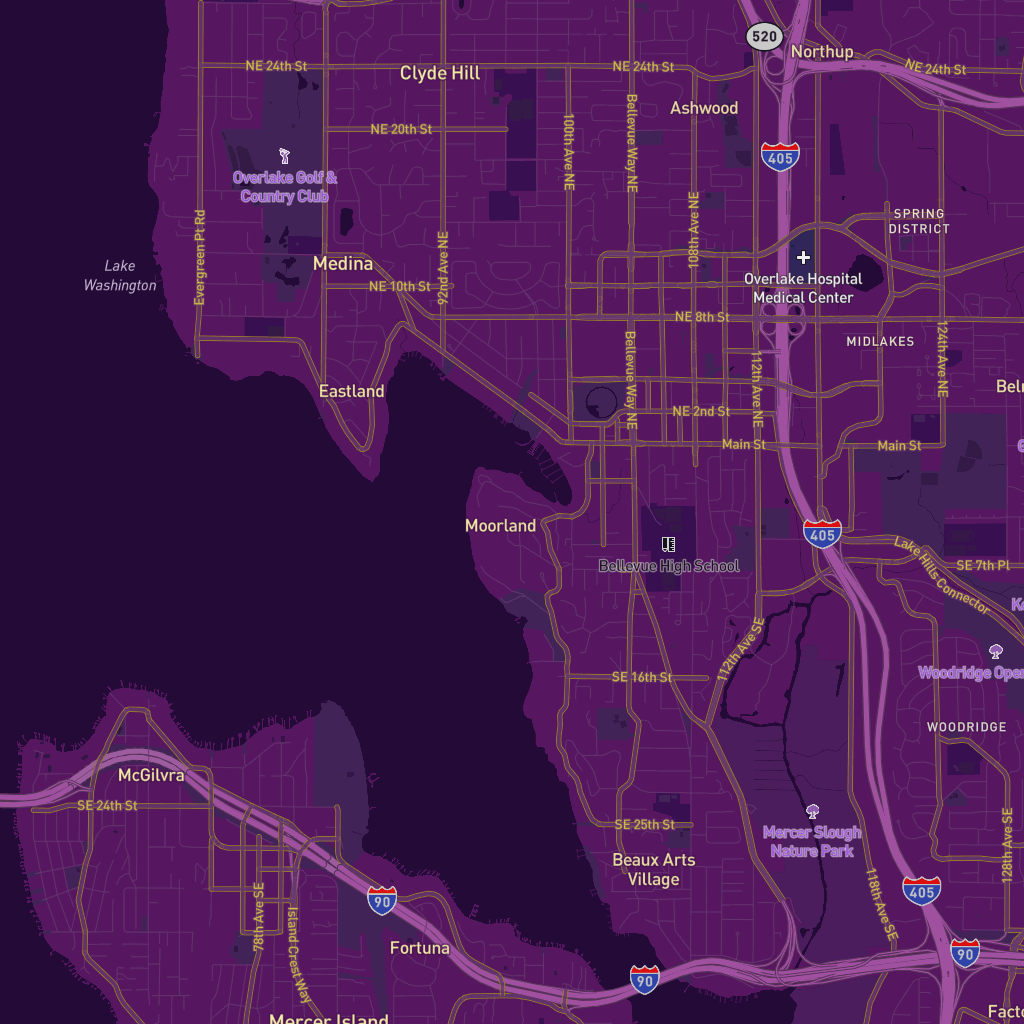 520
Northup
NE 24th St
Clyde Hill
NE 24th St
NE 24th St
Ashwood
NE 20th St
100th Ave NE
Bellevue Way NE
405
Overlake Golf &
Country Club
Evergreen Pt Rd
SPRING
DISTRICT
108th Ave NE
92nd Ave NE
Lake
Washington
Medina
Overlake Hospital
Medical Center
NE 10th St
NE 8th St
MIDLAKES
124th Ave NE
Bellevue Way NE
112th Ave NE
Eastland
NE 2nd St
Main St
Main St
Moorland
405
Lake Hills Connector
SE 7th Pl
Bellevue High School
112th Ave SE
Woodridge Open
SE 16th St
WOODRIDGE
McGilvra
SE 24th St
SE 25th St
Mercer Slough
Nature Park
128th Ave SE
Beaux Arts
Village
405
118th Ave SE
90
78th Ave SE
Island Crest Way
Fortuna
90
90
Mercer Island